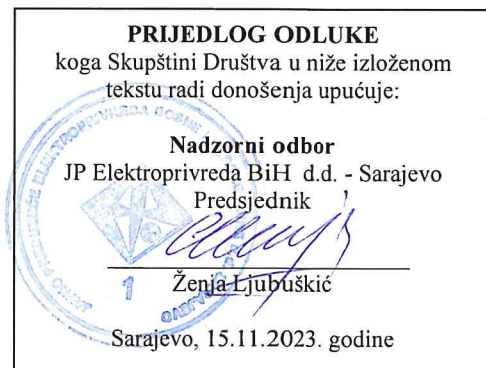 PRIJEDLOG ODLUKE
koga Skupštini Društva u niže izloženom
tekstu radi donošenja upućuje:
Nadzorni odbor
JP Elektroprivreda BiH d.d. - Sarajevo
Predsjednik
Ženja Ljubuškić
1
Sarajevo, 15.11.2023. godine